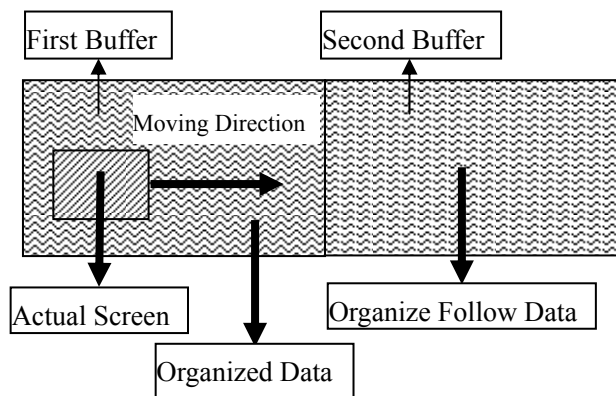 First Buffer
Second Buffer
Moving Direction
Actual Screen
Organize Follow Data
Organized Data